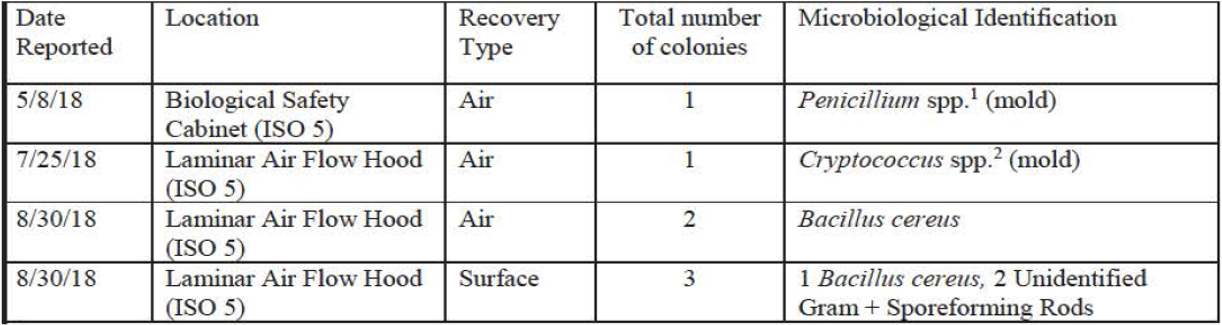 Date Reported | Location | Recovery Type | Total number of colonies | Microbiological Identification
5/8/18 | Biological Safety Cabinet (ISO 5) | Air | 1 | Penicillium spp.¹ (mold)
7/25/18 | Laminar Air Flow Hood (ISO 5) | Air | 1 | Cryptococcus spp.² (mold)
8/30/18 | Laminar Air Flow Hood (ISO 5) | Air | 2 | Bacillus cereus
8/30/18 | Laminar Air Flow Hood (ISO 5) | Surface | 3 | 1 Bacillus cereus, 2 Unidentified Gram + Sporeforming Rods